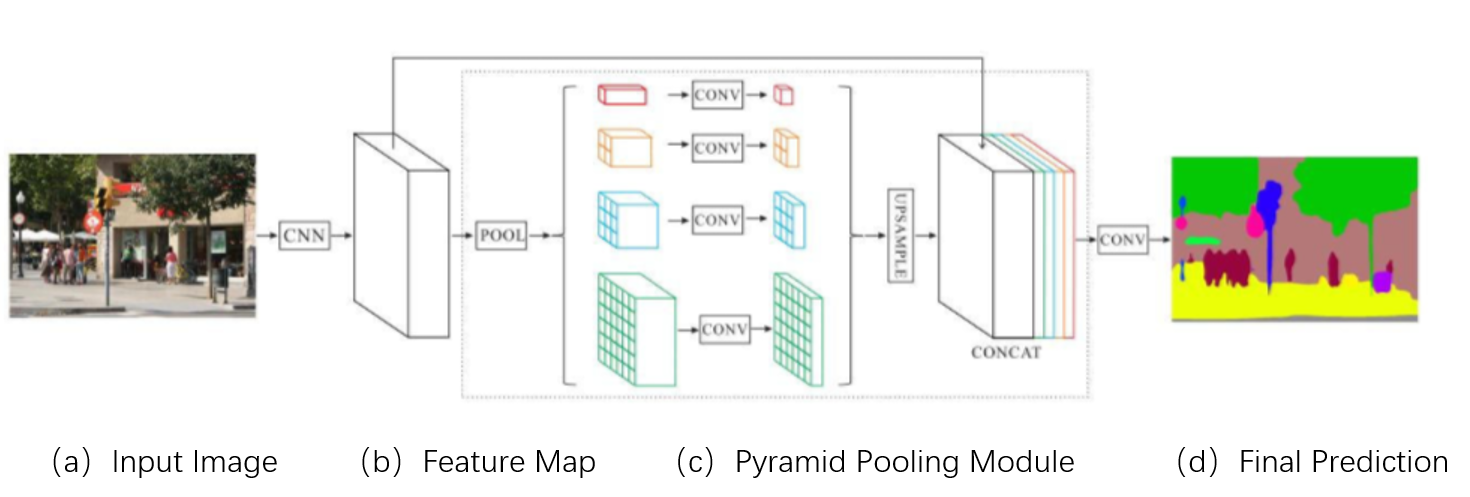 CNN
POOL
CONV
CONV
CONV
CONV
UPSAMPLE
CONCAT
CONV
（a）Input Image
（b）Feature Map
（c）Pyramid Pooling Module
（d）Final Prediction